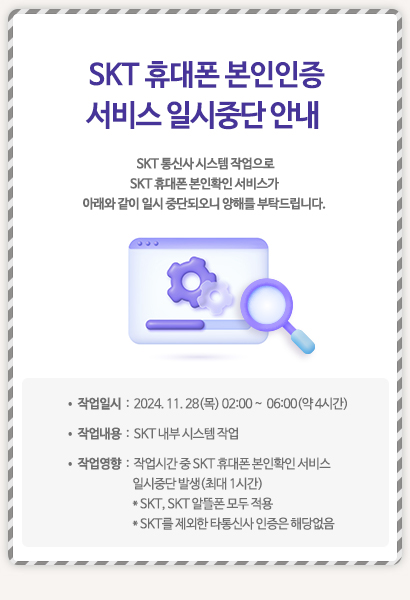 SKT 휴대폰 본인인증
서비스 일시중단 안내
SKT 통신사 시스템 작업으로
SKT 휴대폰 본인확인 서비스가
아래와 같이 일시 중단되오니 양해를 부탁드립니다.
• 작업일시 : 2024. 11. 28(목) 02:00 ~ 06:00(약 4시간)
• 작업내용 : SKT 내부 시스템 작업
• 작업영향 : 작업시간 중 SKT 휴대폰 본인확인 서비스
일시중단 발생(최대 1시간)
* SKT, SKT 알뜰폰 모두 적용
* SKT를 제외한 타통신사 인증은 해당없음